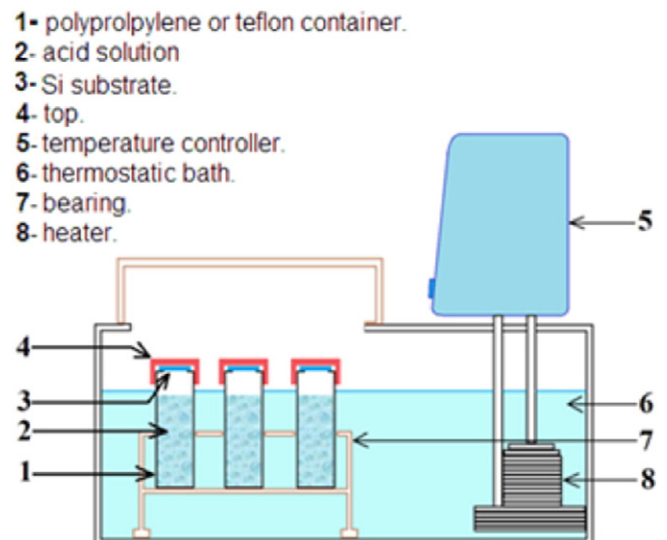 1- polyprolpylene or teflon container.
2- acid solution
3- Si substrate.
4- top.
5- temperature controller.
6- thermostatic bath.
7- bearing.
8- heater.
5
4
3
6
2
7
1
8